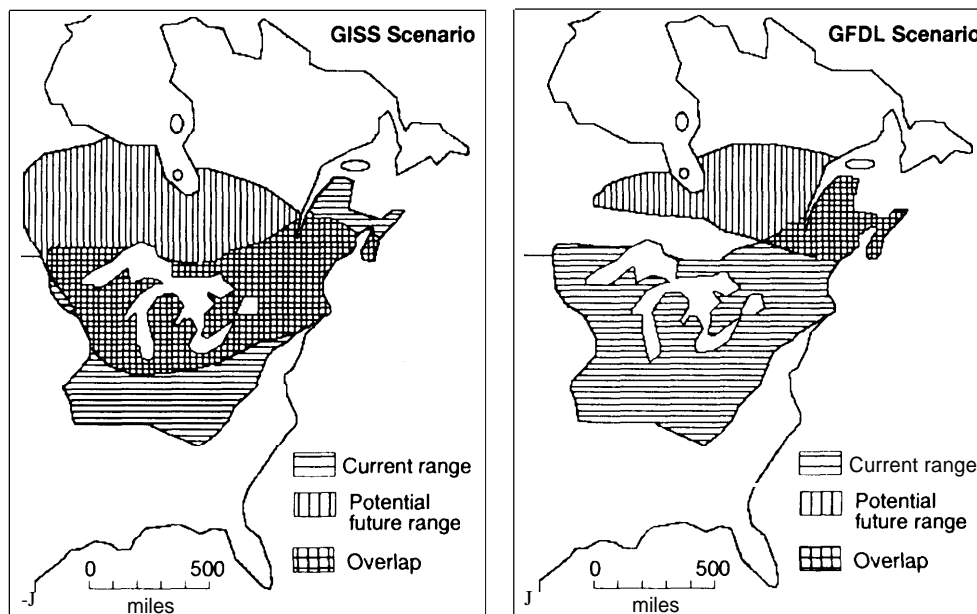 GISS Scenario
Current range
Potential
future range
Overlap
0 500
miles
-J
GFDL Scenario
Current range
Potential
future range
Overlap
0 500
miles
J